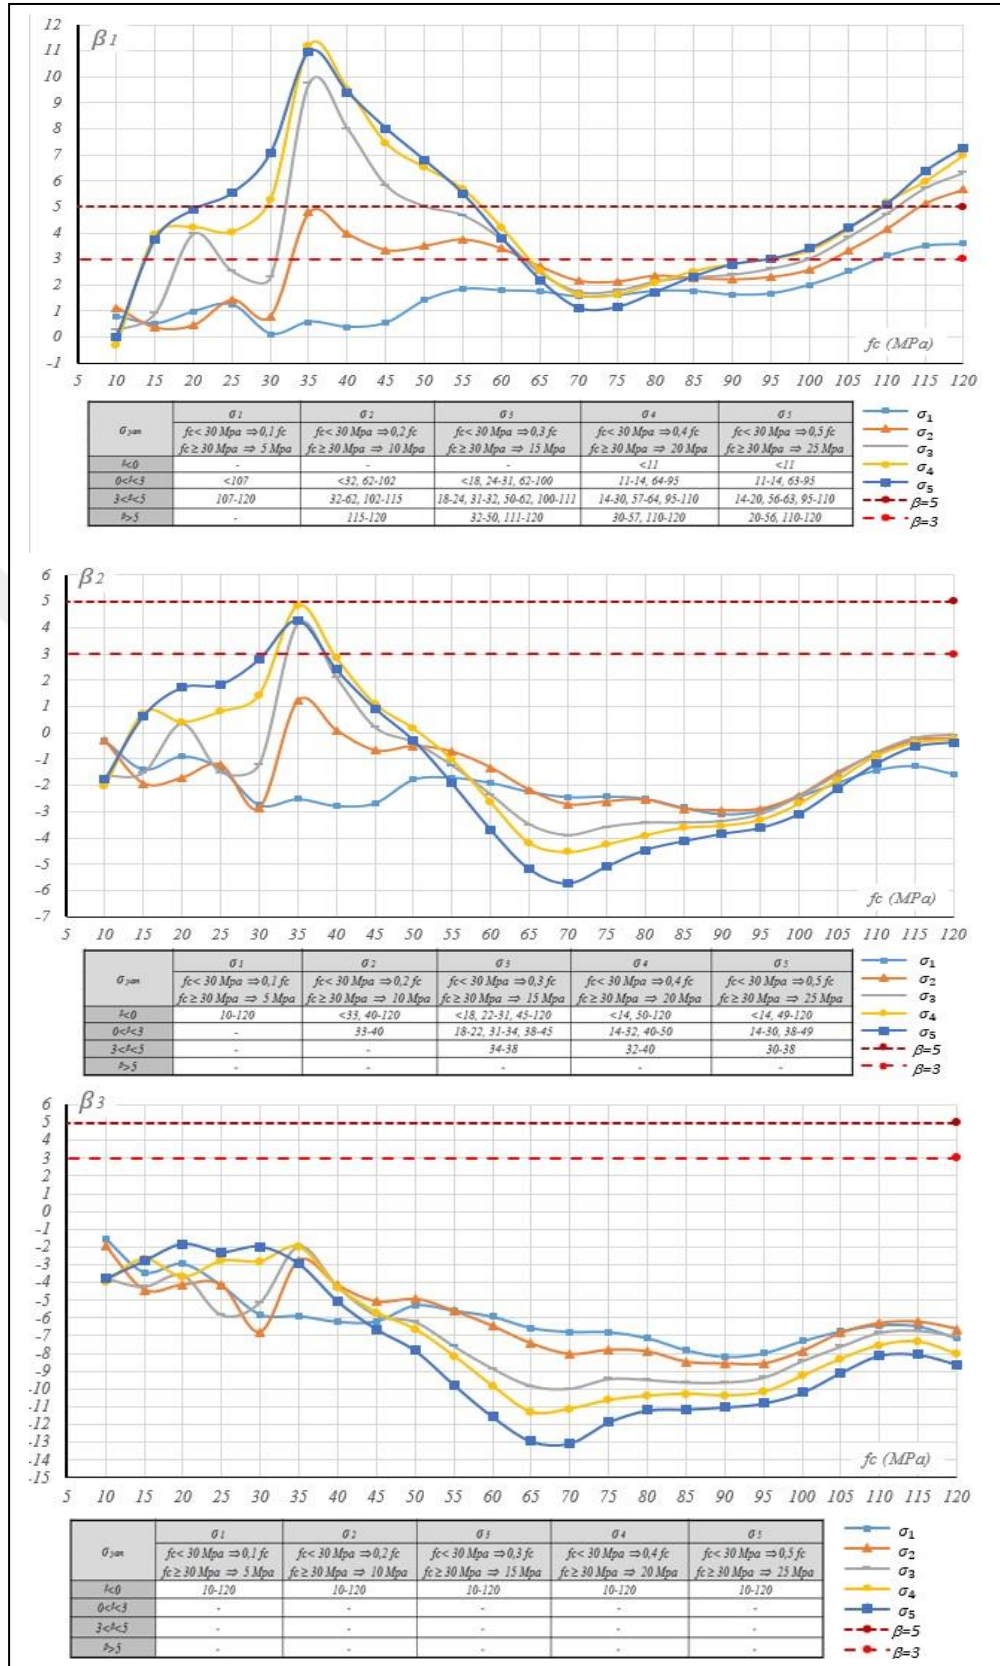 β1
12
11
10
9
8
7
6
5
4
3
2
1
0
-1
fc (MPa)
5 10 15 20 25 30 35 40 45 50 55 60 65 70 75 80 85 90 95 100 105 110 115 120
σyan σ1 σ2 σ3 σ4 σ5
fc< 30 Mpa ⇒0,1 fc fc< 30 Mpa ⇒0,2 fc fc< 30 Mpa ⇒0,3 fc fc< 30 Mpa ⇒0,4 fc fc< 30 Mpa ⇒0,5 fc
fc≥ 30 Mpa ⇒ 5 Mpa fc≥ 30 Mpa ⇒ 10 Mpa fc≥ 30 Mpa ⇒ 15 Mpa fc≥ 30 Mpa ⇒ 20 Mpa fc≥ 30 Mpa ⇒ 25 Mpa
β<0 - - - <11 <11
0<β<3 <107 <32, 62-102 <18, 24-31, 62-100 11-14, 64-95 11-14, 63-95
3<β<5 107-120 32-62, 102-115 18-24, 31-32, 50-62, 100-111 14-30, 57-64, 95-110 14-20, 56-63, 95-110
β>5 - 115-120 32-50, 111-120 30-57, 110-120 20-56, 110-120
σ1
σ2
σ3
σ4
σ5
β=5
β=3
β2
6
5
4
3
2
1
0
-1
-2
-3
-4
-5
-6
-7
fc (MPa)
5 10 15 20 25 30 35 40 45 50 55 60 65 70 75 80 85 90 95 100 105 110 115 120
σyan σ1 σ2 σ3 σ4 σ5
fc< 30 Mpa ⇒0,1 fc fc< 30 Mpa ⇒0,2 fc fc< 30 Mpa ⇒0,3 fc fc< 30 Mpa ⇒0,4 fc fc< 30 Mpa ⇒0,5 fc
fc≥ 30 Mpa ⇒ 5 Mpa fc≥ 30 Mpa ⇒ 10 Mpa fc≥ 30 Mpa ⇒ 15 Mpa fc≥ 30 Mpa ⇒ 20 Mpa fc≥ 30 Mpa ⇒ 25 Mpa
β<0 10-120 <33, 40-120 <18, 22-31, 45-120 <14, 50-120 <14, 49-120
0<β<3 - 33-40 18-22, 31-34, 38-45 14-32, 40-50 14-30, 38-49
3<β<5 - - 34-38 32-40 30-38
β>5 - - - - -
σ1
σ2
σ3
σ4
σ5
β=5
β=3
β3
6
5
4
3
2
1
0
-1
-2
-3
-4
-5
-6
-7
-8
-9
-10
-11
-12
-13
-14
-15
fc (MPa)
5 10 15 20 25 30 35 40 45 50 55 60 65 70 75 80 85 90 95 100 105 110 115 120
σyan σ1 σ2 σ3 σ4 σ5
fc< 30 Mpa ⇒0,1 fc fc< 30 Mpa ⇒0,2 fc fc< 30 Mpa ⇒0,3 fc fc< 30 Mpa ⇒0,4 fc fc< 30 Mpa ⇒0,5 fc
fc≥ 30 Mpa ⇒ 5 Mpa fc≥ 30 Mpa ⇒ 10 Mpa fc≥ 30 Mpa ⇒ 15 Mpa fc≥ 30 Mpa ⇒ 20 Mpa fc≥ 30 Mpa ⇒ 25 Mpa
β<0 10-120 10-120 10-120 10-120 10-120
0<β<3 - - - - -
3<β<5 - - - - -
β>5 - - - - -
σ1
σ2
σ3
σ4
σ5
β=5
β=3